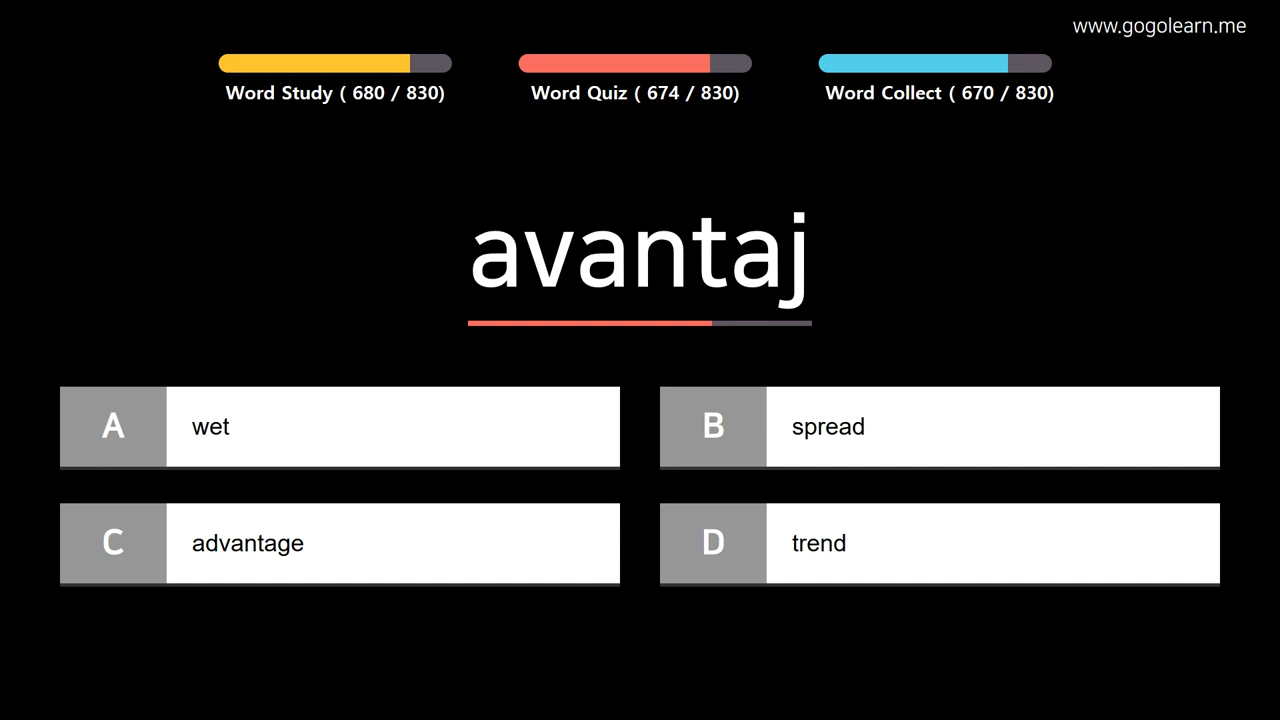 www.gogolearn.me
Word Study ( 680 / 830)
Word Quiz ( 674 / 830)
Word Collect ( 670 / 830)
avantaj
A wet
B spread
C advantage
D trend